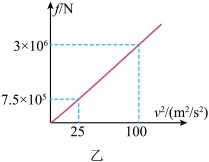 f/N
3×10⁶
7.5×10⁵
v²/(m²/s²)
25
100
乙